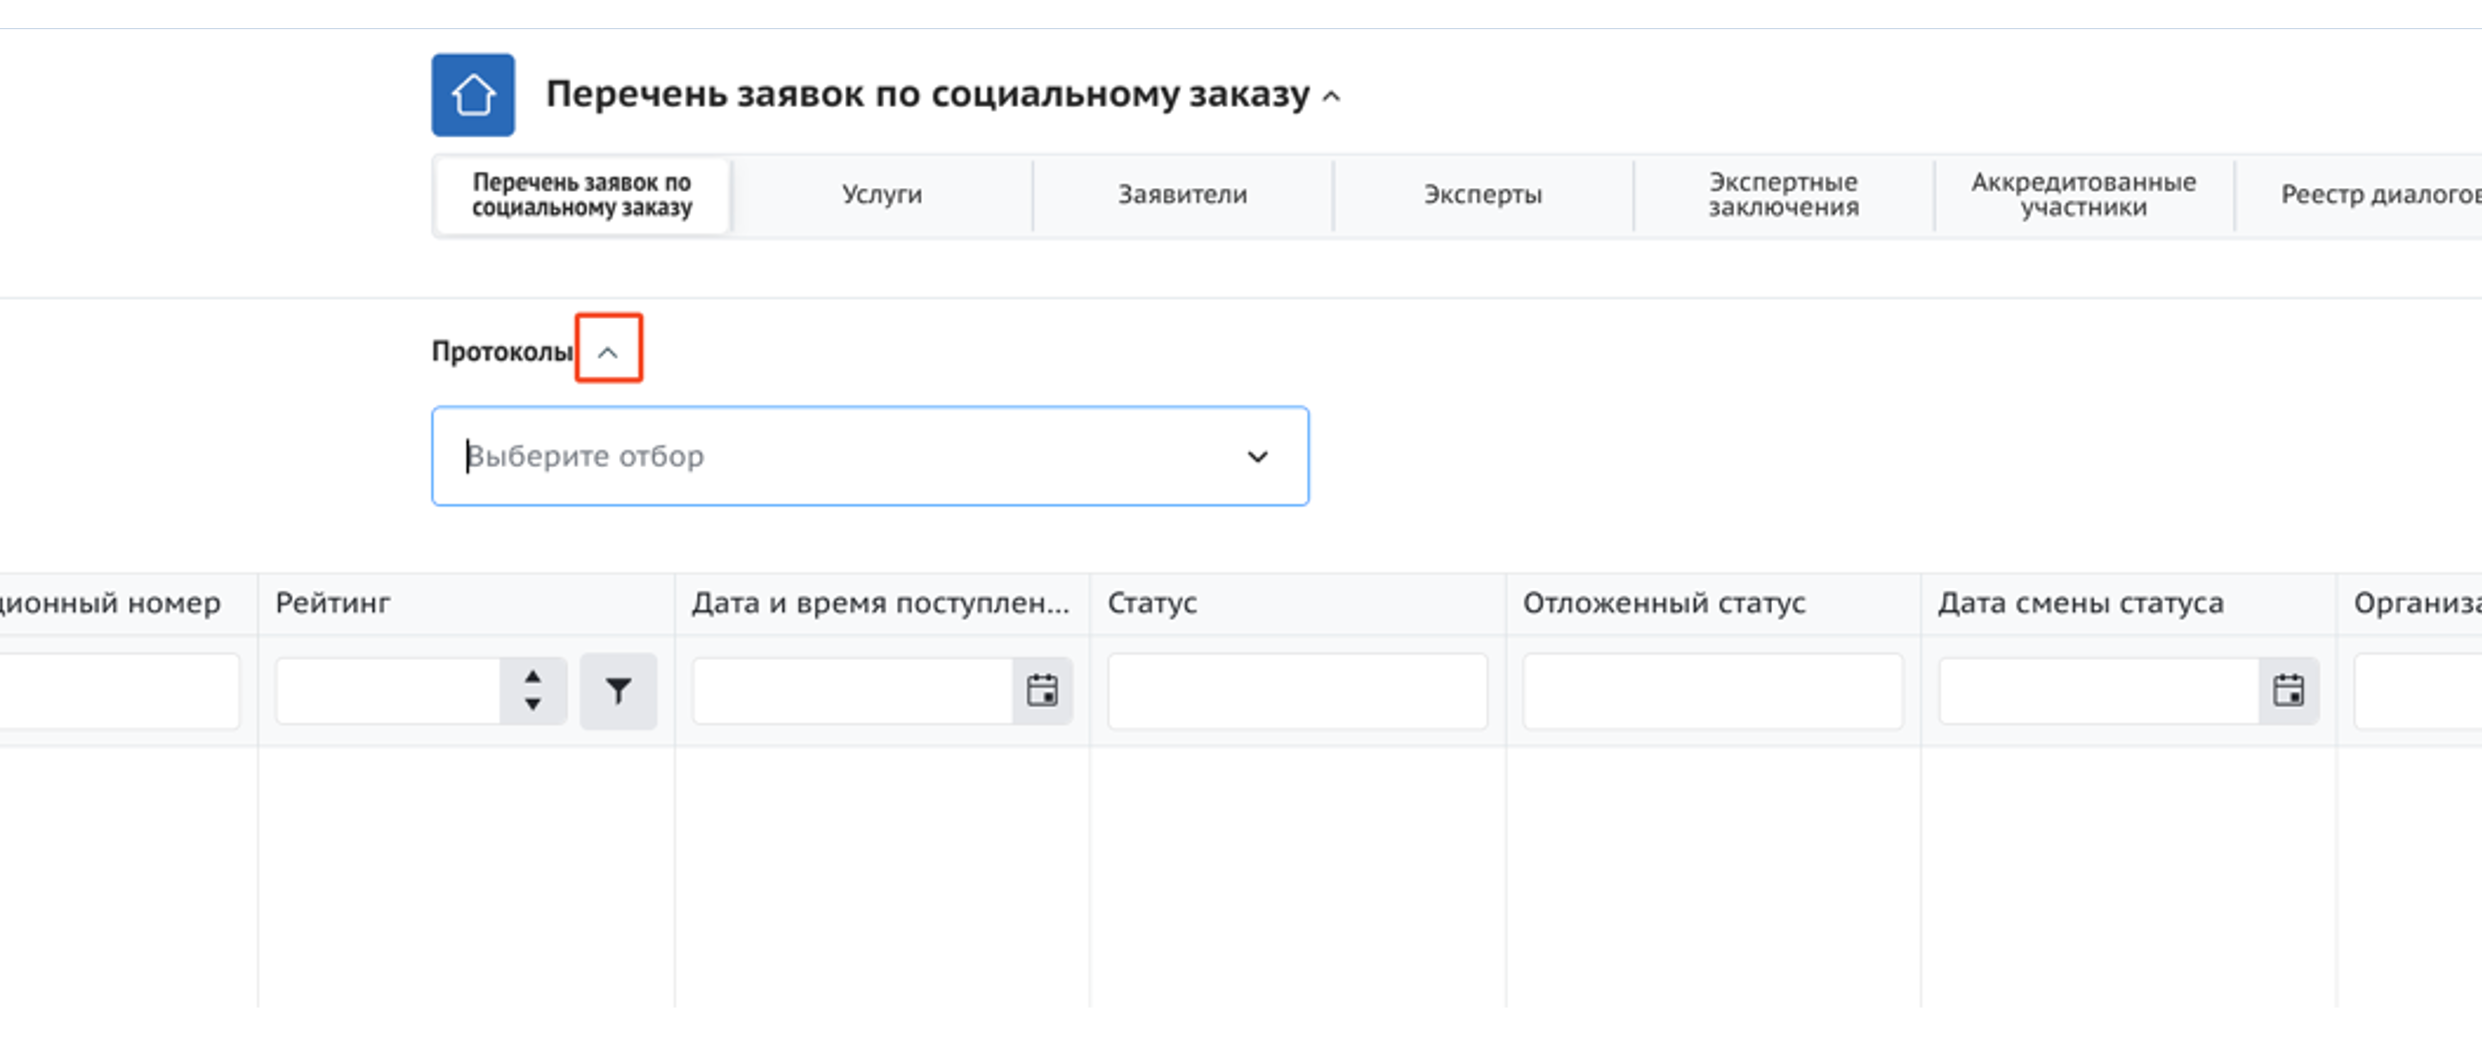 Перечень заявок по социальному заказу
Перечень заявок по
социальному заказу
Услуги
Заявители
Эксперты
Экспертные
заключения
Аккредитованные
участники
Реестр диалогов
Протоколы
Выберите отбор
ционный номер
Рейтинг
Дата и время поступлен...
Статус
Отложенный статус
Дата смены статуса
Организа